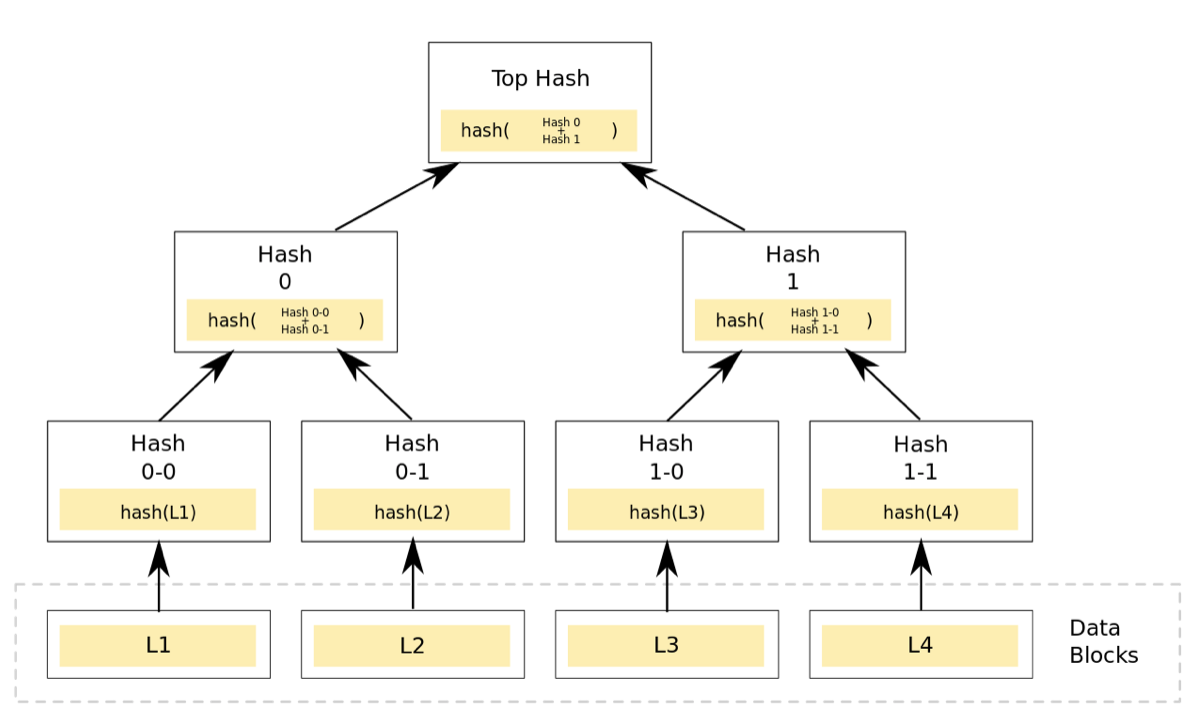 Top Hash
hash( Hash 0 + Hash 1 )
Hash
0
hash( Hash 0-0 + Hash 0-1 )
Hash
1
hash( Hash 1-0 + Hash 1-1 )
Hash
0-0
hash(L1)
Hash
0-1
hash(L2)
Hash
1-0
hash(L3)
Hash
1-1
hash(L4)
L1
L2
L3
L4
Data
Blocks